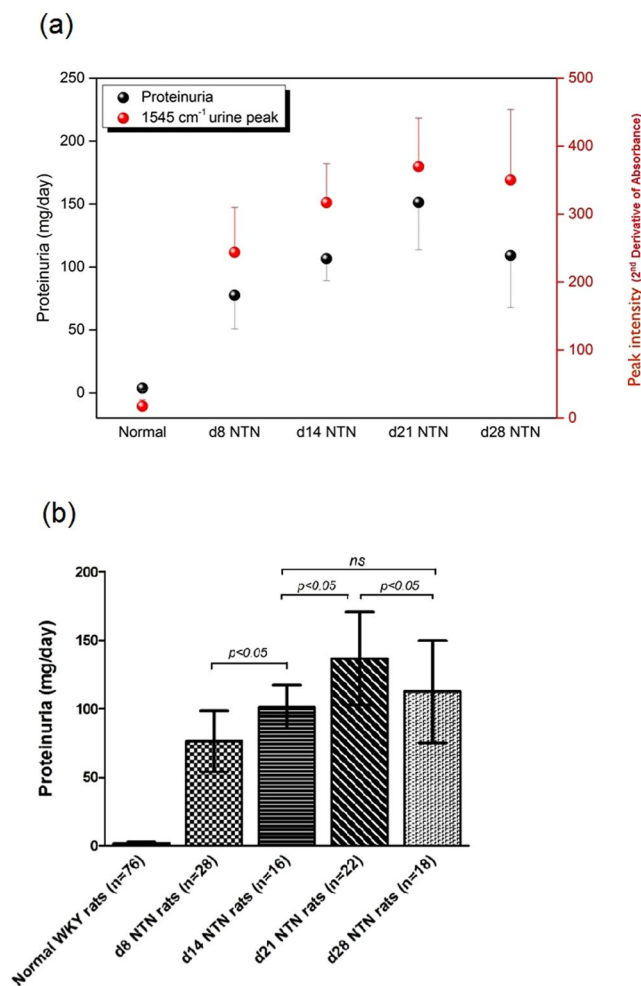 (a)
250
200
150
100
50
0
Proteinuria (mg/day)
Proteinuria
1545 cm⁻¹ urine peak
500
400
300
200
100
0
Peak intensity (2nd Derivative of Absorbance)
Normal d8 NTN d14 NTN d21 NTN d28 NTN
(b)
200
150
100
50
0
Proteinuria (mg/day)
ns
p<0.05 p<0.05
p<0.05
Normal WKY rats (n=76)
d8 NTN rats (n=28)
d14 NTN rats (n=16)
d21 NTN rats (n=22)
d28 NTN rats (n=18)